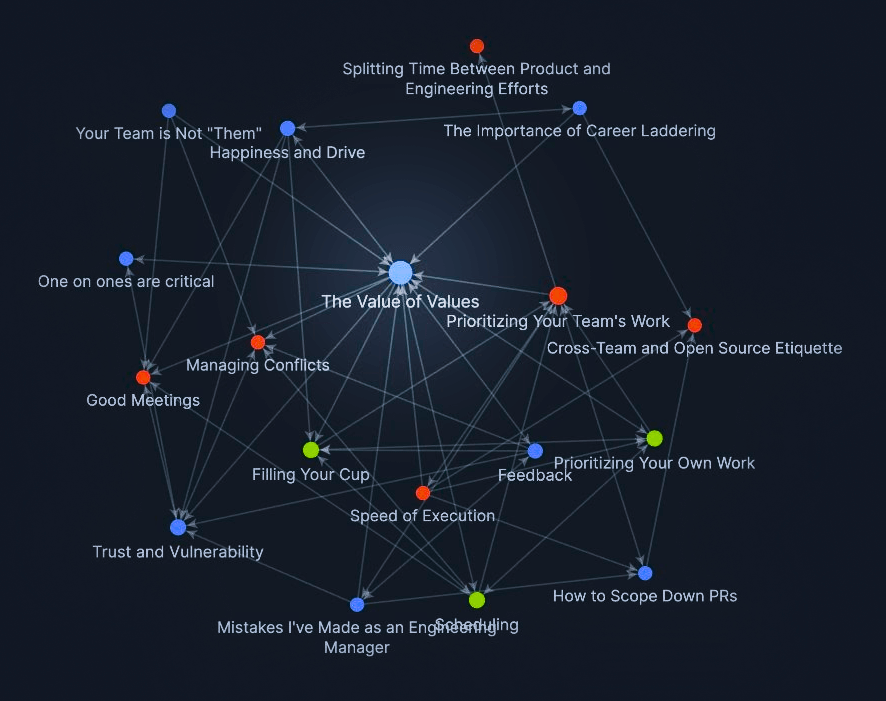 Splitting Time Between Product and
Engineering Efforts
Your Team is Not "Them"
The Importance of Career Laddering
Happiness and Drive
One on ones are critical
The Value of Values
Prioritizing Your Team's Work
Cross-Team and Open Source Etiquette
Managing Conflicts
Good Meetings
Prioritizing Your Own Work
Filling Your Cup
Feedback
Speed of Execution
Trust and Vulnerability
How to Scope Down PRs
Mistakes I've Made as an Engineering
Manager
Scheduling